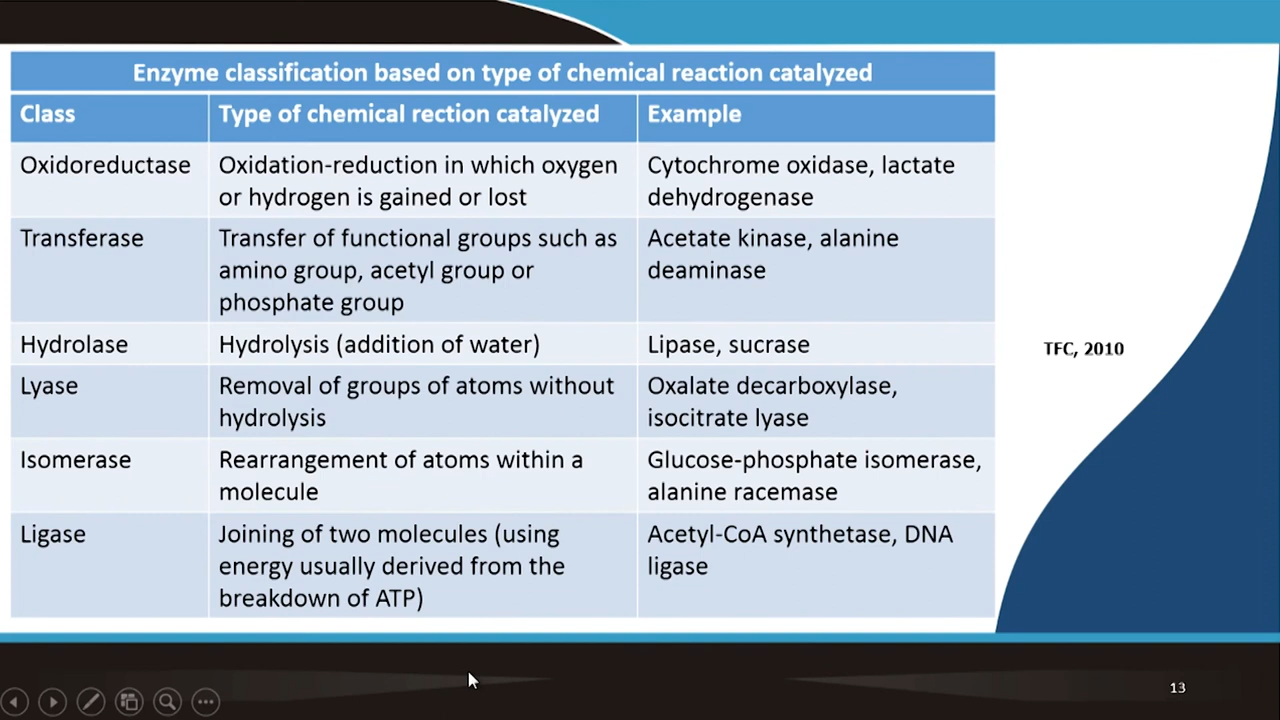 Enzyme classification based on type of chemical reaction catalyzed
Class
Type of chemical rection catalyzed
Example
Oxidoreductase
Oxidation-reduction in which oxygen
or hydrogen is gained or lost
Cytochrome oxidase, lactate
dehydrogenase
Transferase
Transfer of functional groups such as
amino group, acetyl group or
phosphate group
Acetate kinase, alanine
deaminase
Hydrolase
Hydrolysis (addition of water)
Lipase, sucrase
Lyase
Removal of groups of atoms without
hydrolysis
Oxalate decarboxylase,
isocitrate lyase
Isomerase
Rearrangement of atoms within a
molecule
Glucose-phosphate isomerase,
alanine racemase
Ligase
Joining of two molecules (using
energy usually derived from the
breakdown of ATP)
Acetyl-CoA synthetase, DNA
ligase
TFC, 2010
13